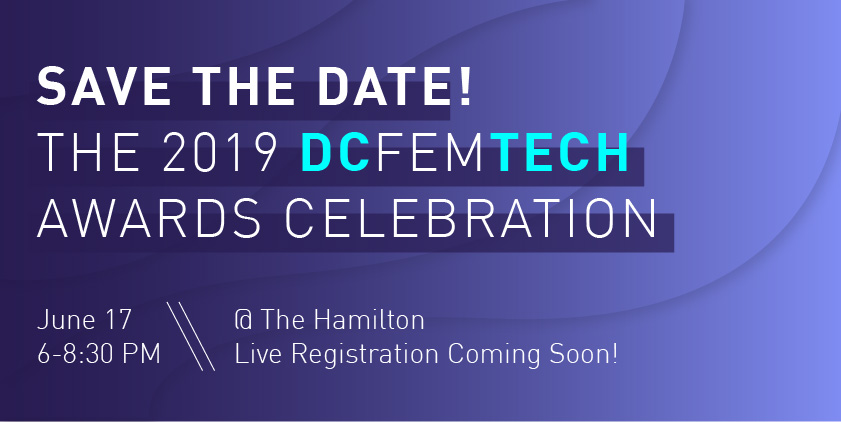 SAVE THE DATE!
THE 2019 DCFEMTECH
AWARDS CELEBRATION
June 17
6-8:30 PM
@ The Hamilton
Live Registration Coming Soon!